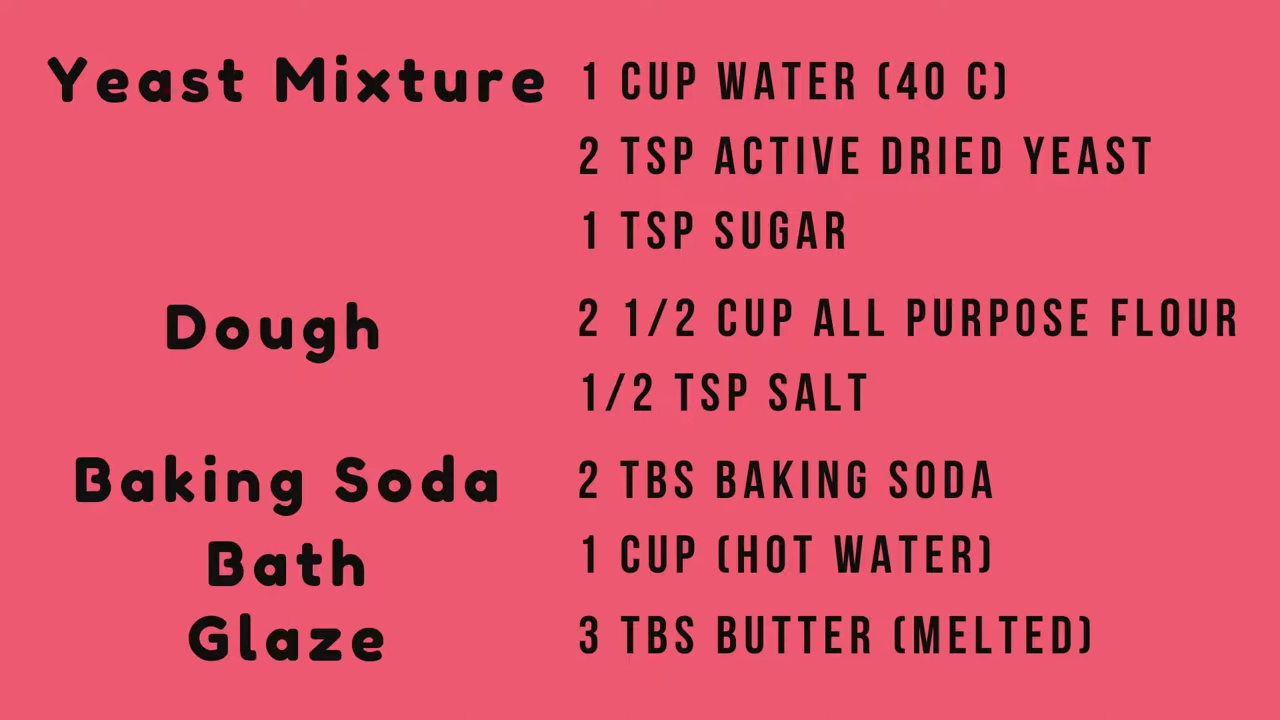 Yeast Mixture 1 CUP WATER (40 C)
2 TSP ACTIVE DRIED YEAST
1 TSP SUGAR
Dough 2 1/2 CUP ALL PURPOSE FLOUR
1/2 TSP SALT
Baking Soda 2 TBS BAKING SODA
Bath 1 CUP (HOT WATER)
Glaze 3 TBS BUTTER (MELTED)